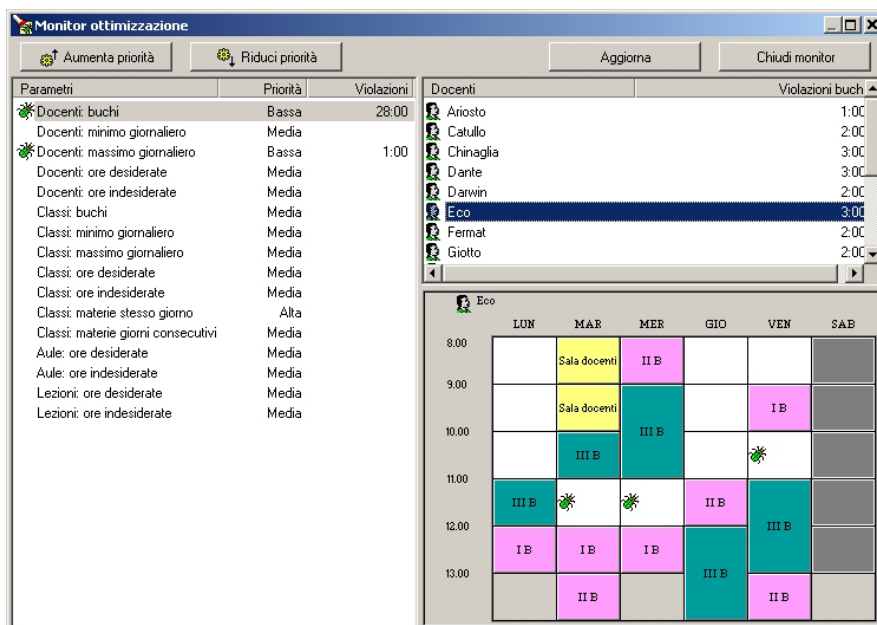 Monitor ottimizzazione
Aumenta priorità Riduci priorità Aggiorna Chiudi monitor
Parametri Priorità Violazioni
Docenti: buchi Bassa 28:00
Docenti: minimo giornaliero Media
Docenti: massimo giornaliero Bassa 1:00
Docenti: ore desiderate Media
Docenti: ore indesiderate Media
Classi: buchi Media
Classi: minimo giornaliero Media
Classi: massimo giornaliero Media
Classi: ore desiderate Media
Classi: ore indesiderate Media
Classi: materie stesso giorno Alta
Classi: materie giorni consecutivi Media
Aule: ore desiderate Media
Aule: ore indesiderate Media
Lezioni: ore desiderate Media
Lezioni: ore indesiderate Media
Docenti Violazioni buch
Ariosto 1:00
Catullo 2:00
Chinaglia 3:00
Dante 3:00
Darwin 2:00
Eco 3:00
Fermat 2:00
Giotto 2:00
Eco
LUN MAR MER GIO VEN SAB
8.00
Sala docenti II B
9.00
Sala docenti I B
III B
10.00
III B
11.00
III B II B
III B
12.00
I B I B I B
III B
13.00
II B II B